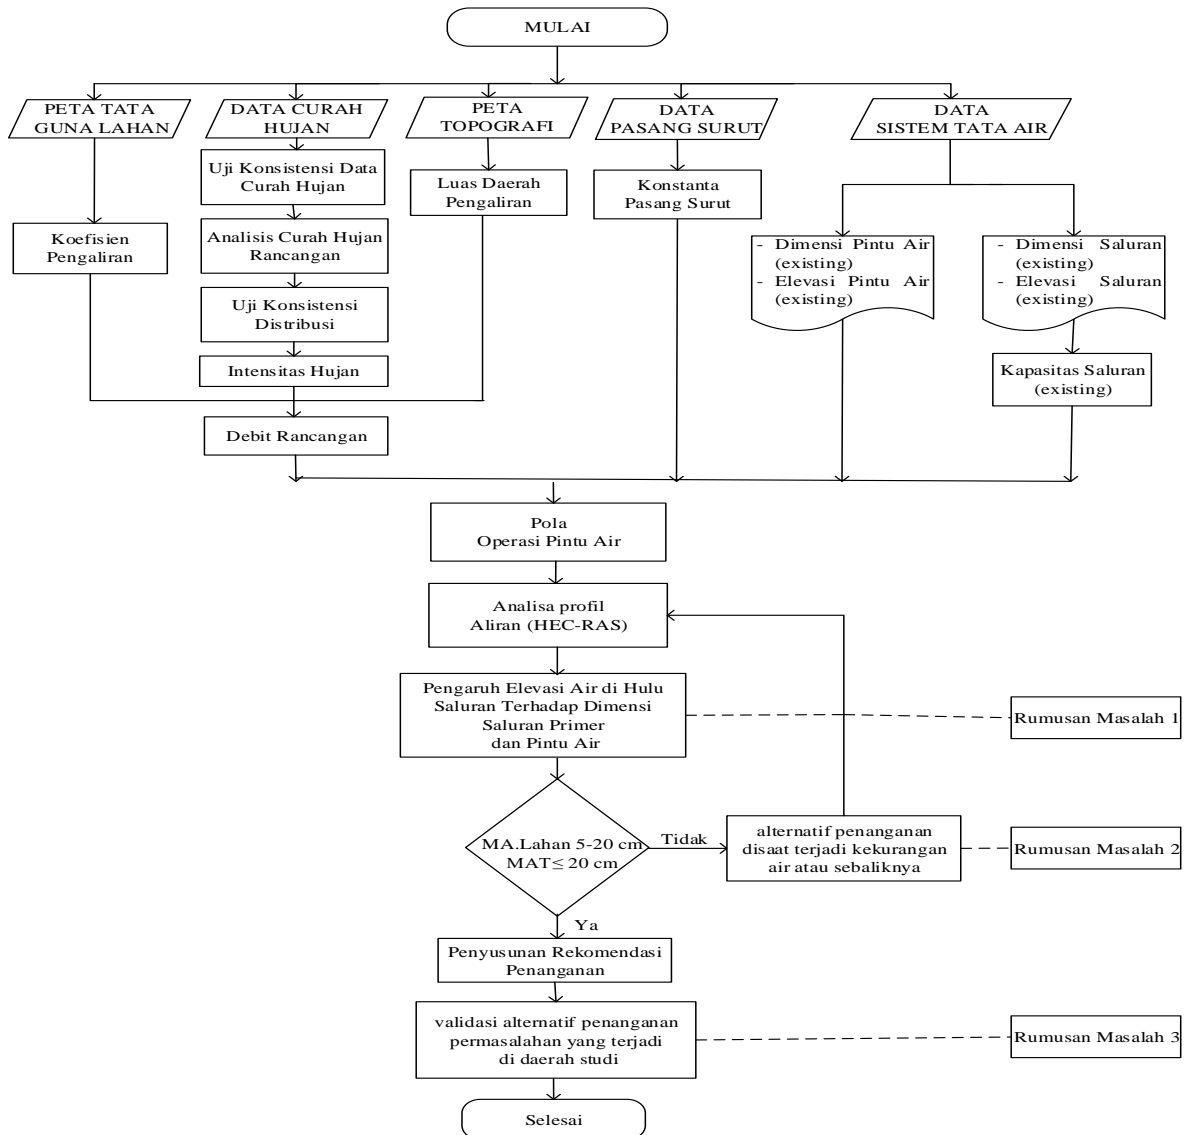 MULAI
PETA TATA
GUNA LAHAN
DATA CURAH
HUJAN
PETA
TOPOGRAFI
DATA
PASANG SURUT
DATA
SISTEM TATA AIR
Uji Konsistensi Data
Curah Hujan
Luas Daerah
Pengaliran
Konstanta
Pasang Surut
Koefisien
Pengaliran
Analisis Curah Hujan
Rancangan
- Dimensi Pintu Air
(existing)
- Elevasi Pintu Air
(existing)
- Dimensi Saluran
(existing)
- Elevasi Saluran
(existing)
Uji Konsistensi
Distribusi
Intensitas Hujan
Kapasitas Saluran
(existing)
Debit Rancangan
Pola
Operasi Pintu Air
Analisa profil
Aliran (HEC-RAS)
Pengaruh Elevasi Air di Hulu
Saluran Terhadap Dimensi
Saluran Primer
dan Pintu Air
Rumusan Masalah 1
MA.Lahan 5-20 cm
MAT ≤ 20 cm
Tidak
alternatif penanganan
disaat terjadi kekurangan
air atau sebaliknya
Rumusan Masalah 2
Ya
Penyusunan Rekomendasi
Penanganan
validasi alternatif penanganan
permasalahan yang terjadi
di daerah studi
Rumusan Masalah 3
Selesai